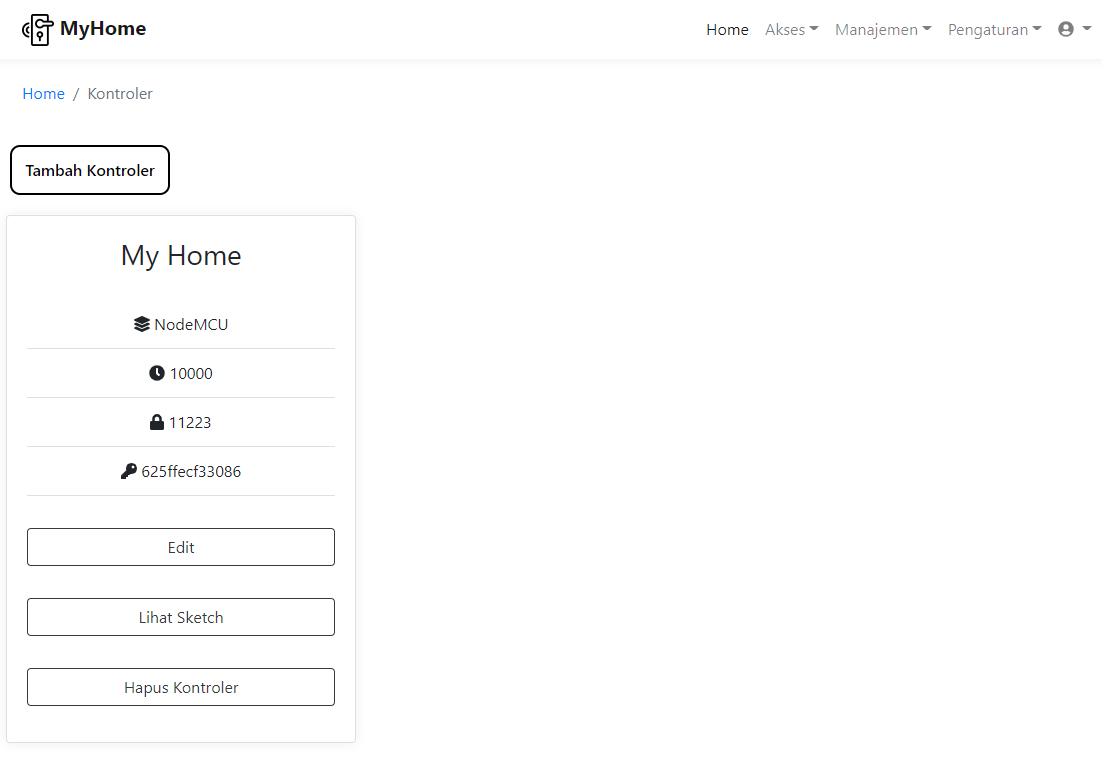 MyHome
Home Akses Manajemen Pengaturan
Home / Kontroler
Tambah Kontroler
My Home
NodeMCU
10000
11223
625ffecf33086
Edit
Lihat Sketch
Hapus Kontroler